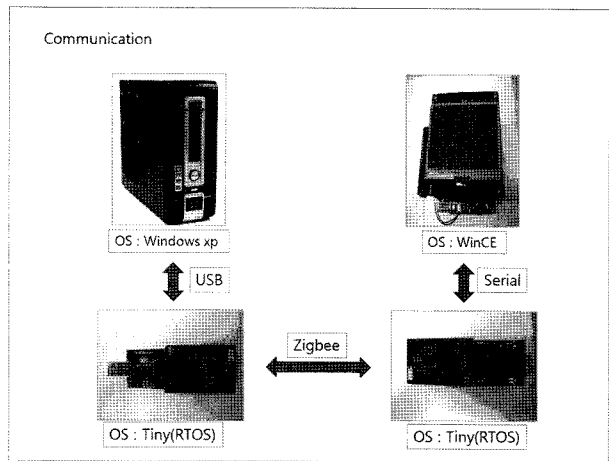 Communication
OS : Windows xp
OS : WinCE
USB
Serial
Zigbee
OS : Tiny(RTOS)
OS : Tiny(RTOS)